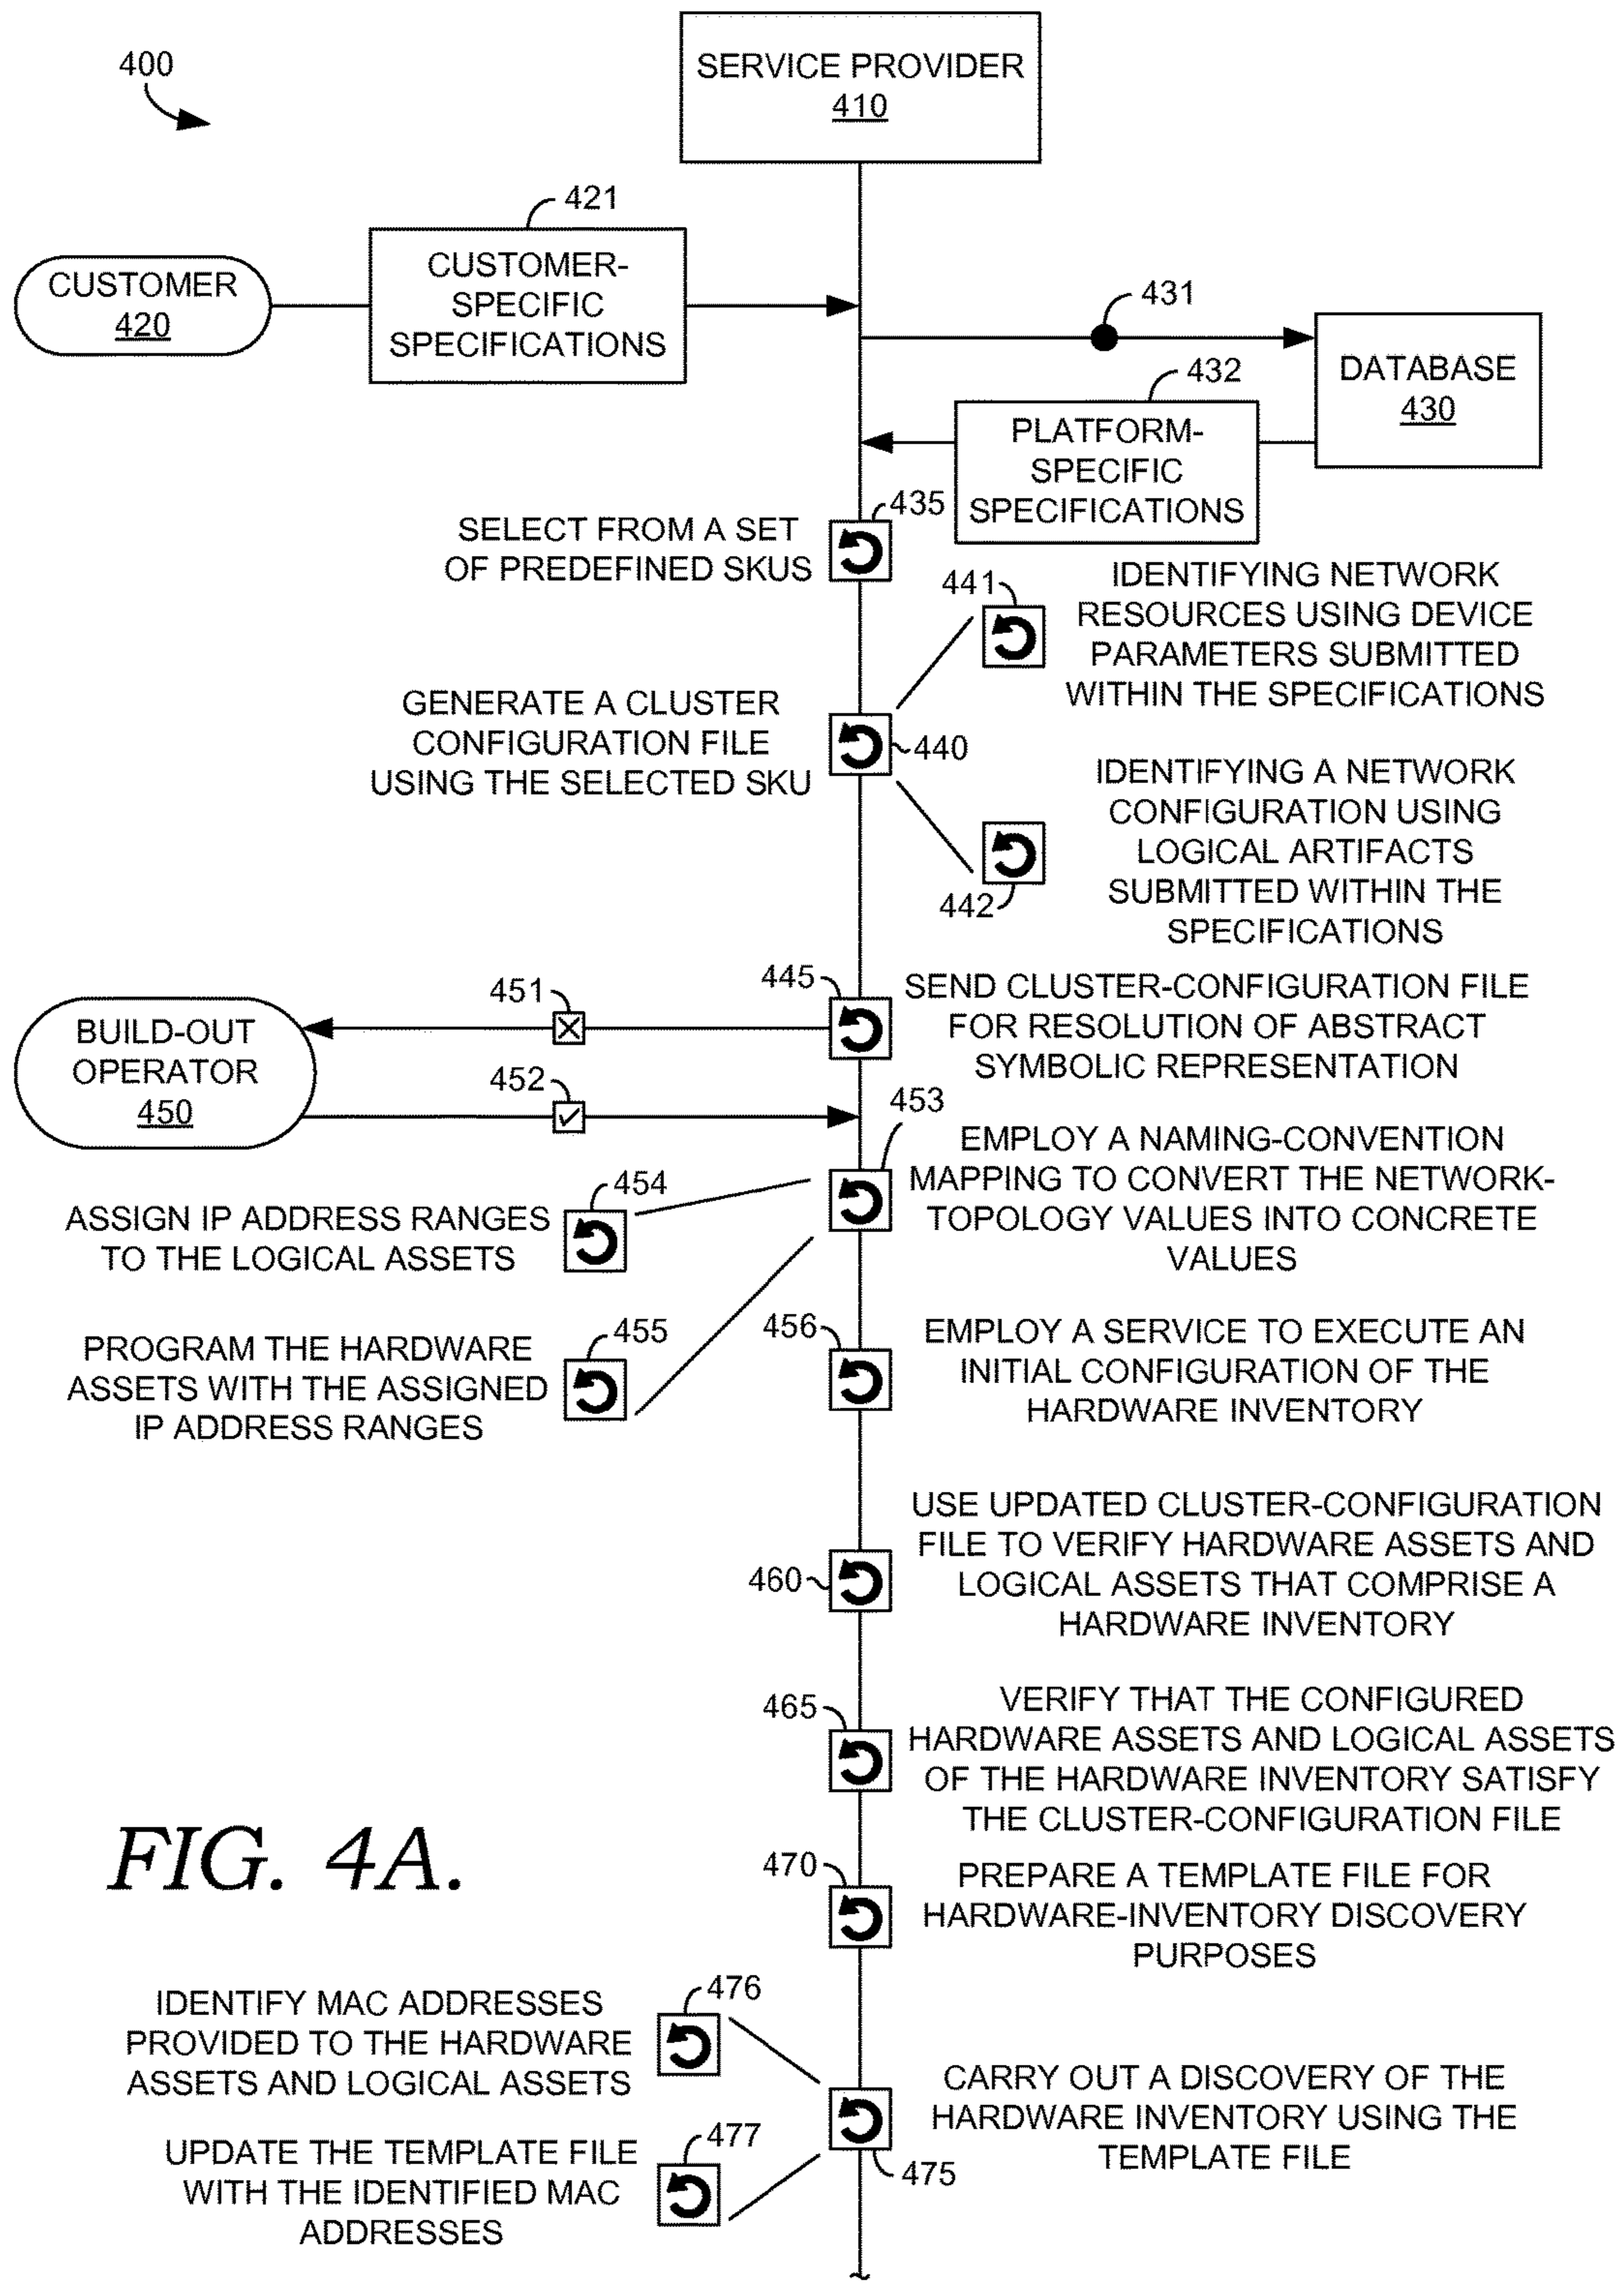 400
SERVICE PROVIDER
410
421
CUSTOMER
420
CUSTOMER-
SPECIFIC
SPECIFICATIONS
431
DATABASE
430
432
PLATFORM-
SPECIFIC
SPECIFICATIONS
435
SELECT FROM A SET
OF PREDEFINED SKUS
441
IDENTIFYING NETWORK
RESOURCES USING DEVICE
PARAMETERS SUBMITTED
WITHIN THE SPECIFICATIONS
GENERATE A CLUSTER
CONFIGURATION FILE
USING THE SELECTED SKU
440
442
IDENTIFYING A NETWORK
CONFIGURATION USING
LOGICAL ARTIFACTS
SUBMITTED WITHIN THE
SPECIFICATIONS
445
SEND CLUSTER-CONFIGURATION FILE
FOR RESOLUTION OF ABSTRACT
SYMBOLIC REPRESENTATION
451
BUILD-OUT
OPERATOR
450
452
453
EMPLOY A NAMING-CONVENTION
MAPPING TO CONVERT THE NETWORK-
TOPOLOGY VALUES INTO CONCRETE
VALUES
454
ASSIGN IP ADDRESS RANGES
TO THE LOGICAL ASSETS
455
PROGRAM THE HARDWARE
ASSETS WITH THE ASSIGNED
IP ADDRESS RANGES
456
EMPLOY A SERVICE TO EXECUTE AN
INITIAL CONFIGURATION OF THE
HARDWARE INVENTORY
460
USE UPDATED CLUSTER-CONFIGURATION
FILE TO VERIFY HARDWARE ASSETS AND
LOGICAL ASSETS THAT COMPRISE A
HARDWARE INVENTORY
465
VERIFY THAT THE CONFIGURED
HARDWARE ASSETS AND LOGICAL ASSETS
OF THE HARDWARE INVENTORY SATISFY
THE CLUSTER-CONFIGURATION FILE
FIG. 4A.
470
PREPARE A TEMPLATE FILE FOR
HARDWARE-INVENTORY DISCOVERY
PURPOSES
476
IDENTIFY MAC ADDRESSES
PROVIDED TO THE HARDWARE
ASSETS AND LOGICAL ASSETS
CARRY OUT A DISCOVERY OF THE
HARDWARE INVENTORY USING THE
TEMPLATE FILE
475
477
UPDATE THE TEMPLATE FILE
WITH THE IDENTIFIED MAC
ADDRESSES